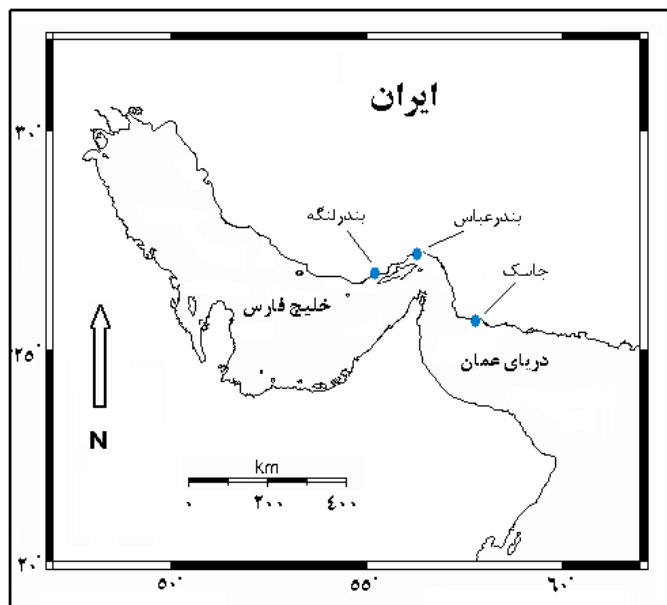 ایران
۳۰°
بندرعباس
بندرلنگه
جاسک
خلیج فارس
۲۵°
دریای عمان
N
km
۰ ۲۰۰ ۴۰۰
۲۰°
۵۰° ۵۵° ۶۰°